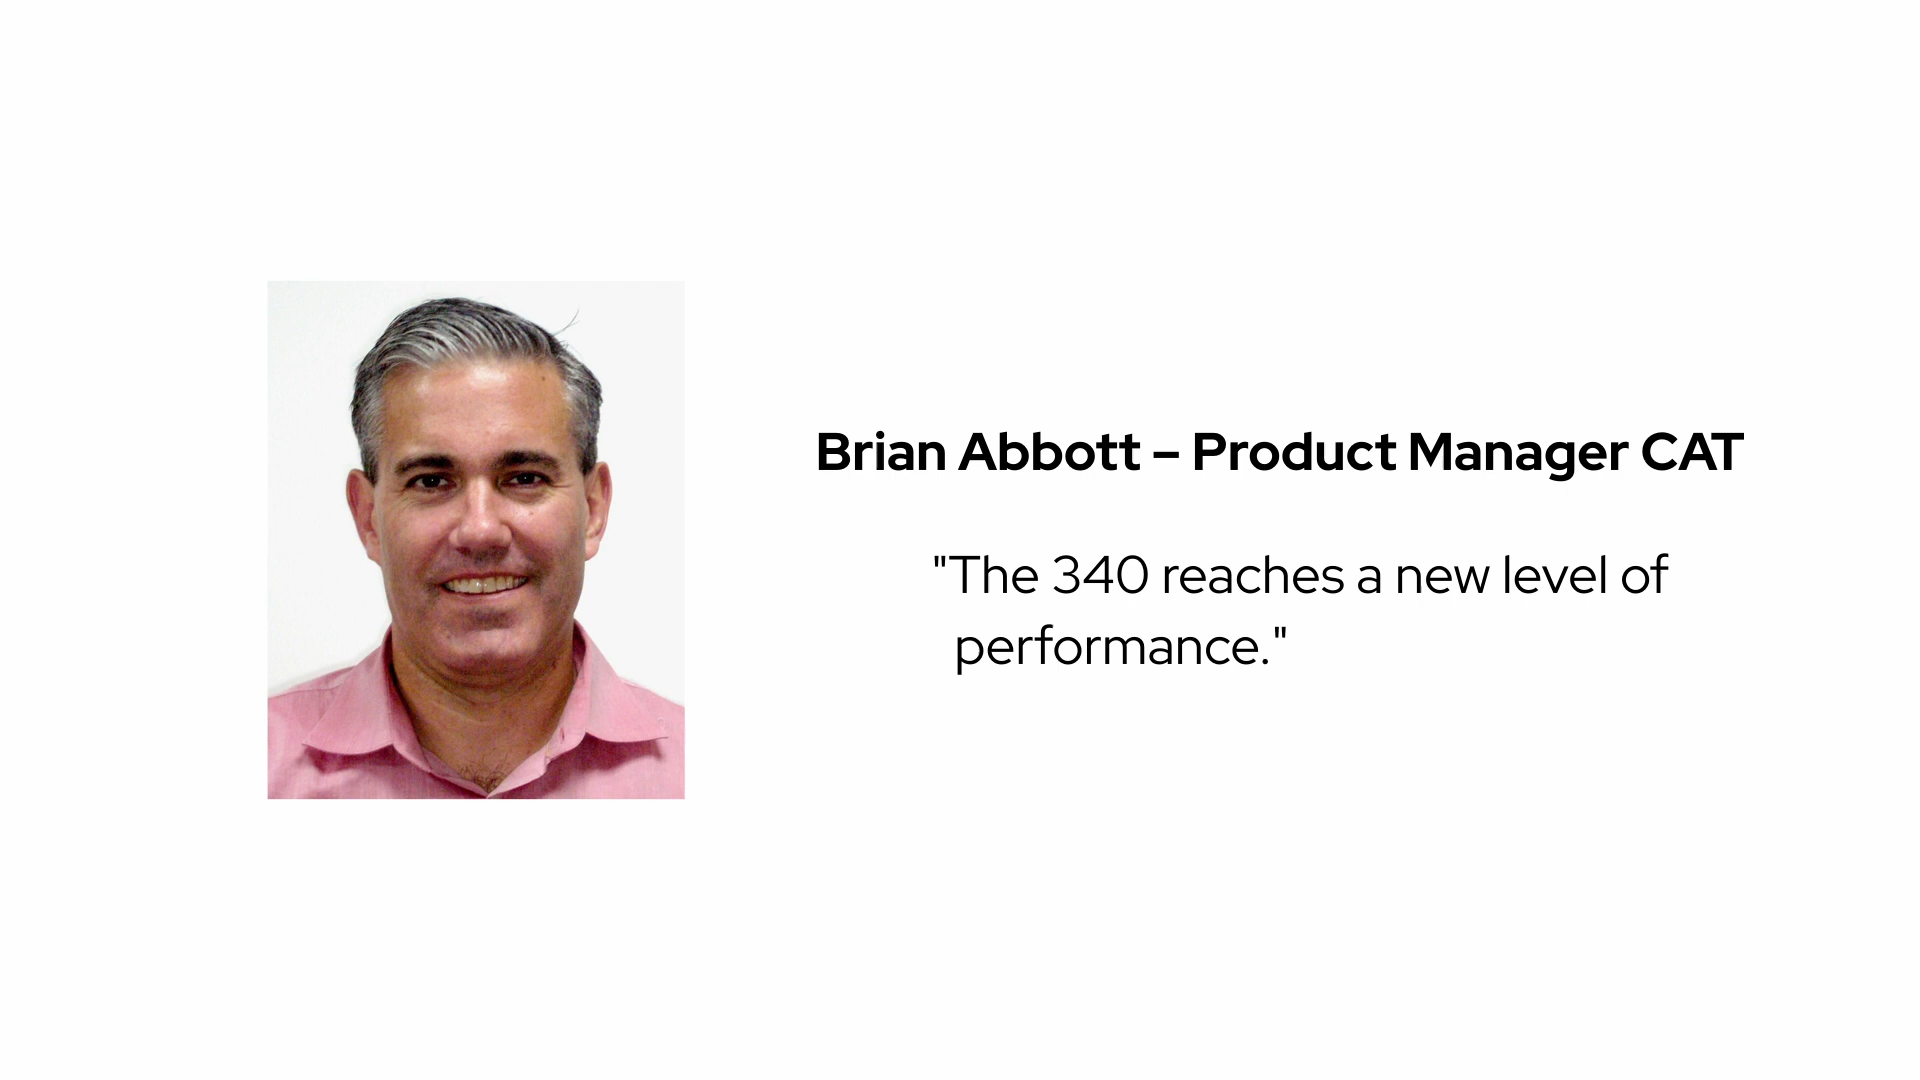 Brian Abbott – Product Manager CAT
"The 340 reaches a new level of
performance."